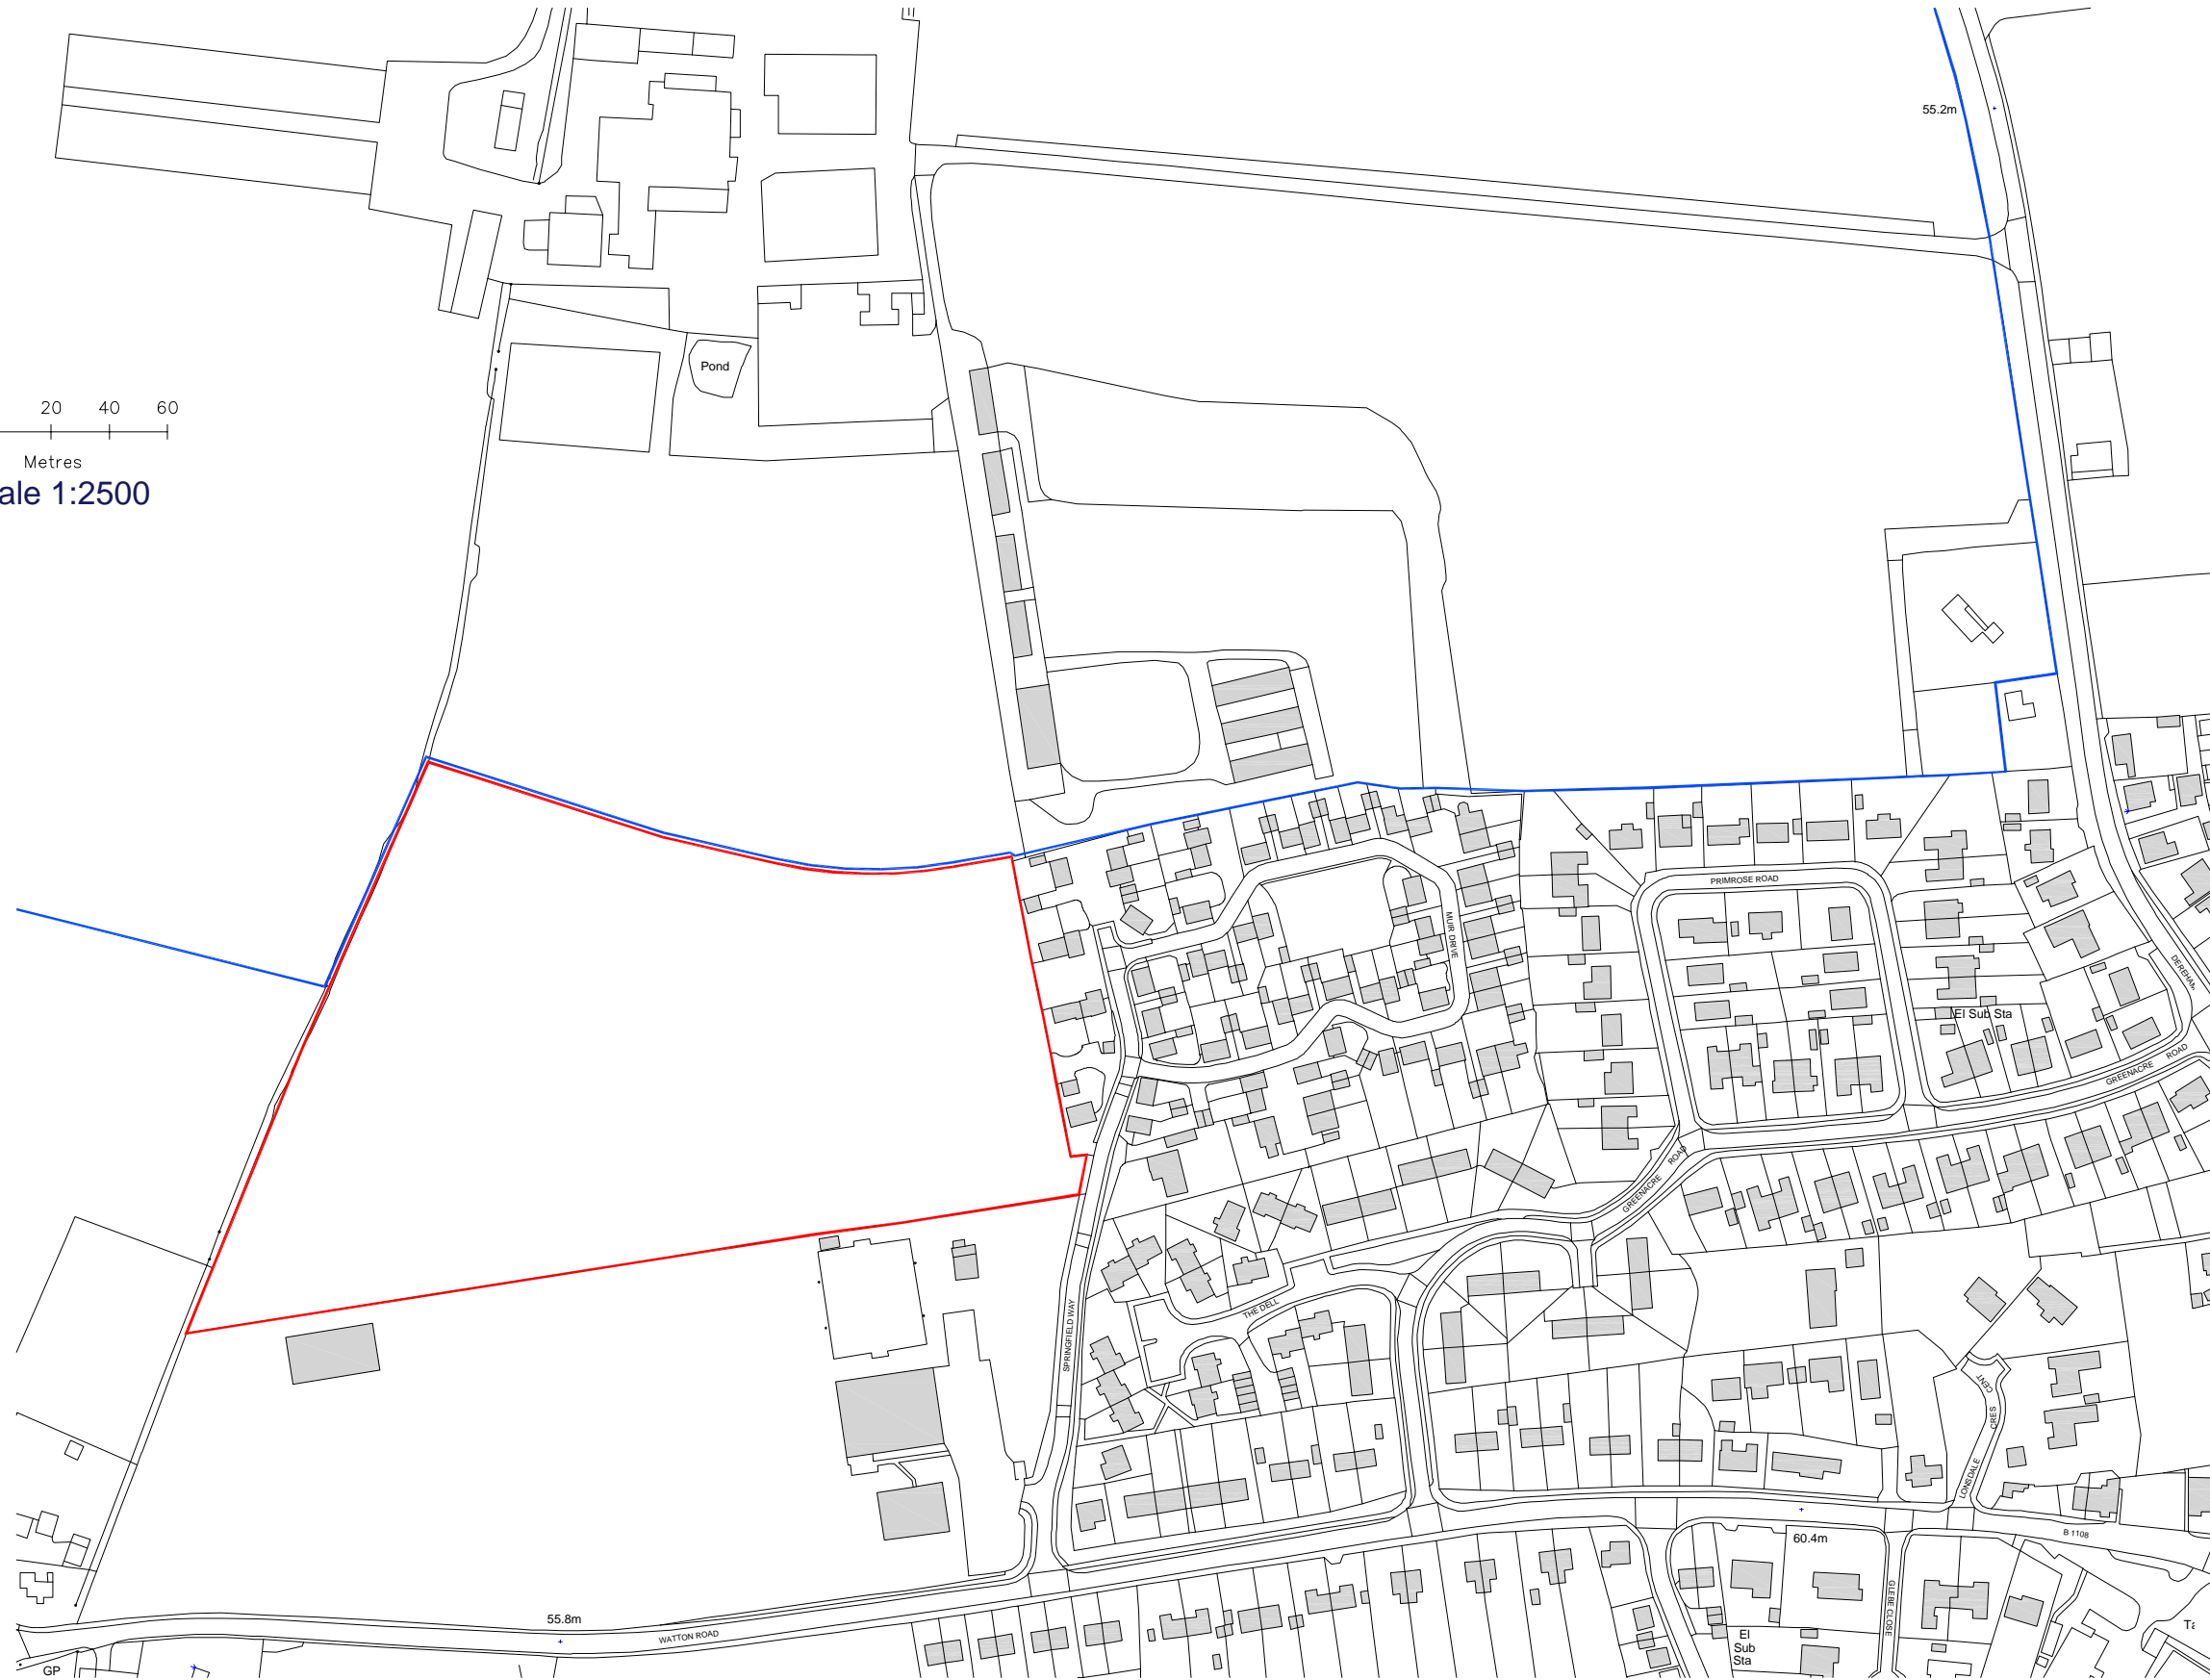 55.2m
Pond
20 40 60
Metres
ale 1:2500
PRIMROSE ROAD
MUIR DRIVE
DEREHAM
El Sub Sta
GREENACRE ROAD
GREENACRE ROAD
THE DELL
SPRINGFIELD WAY
LONSDALE CRES CENT
B 1108
60.4m
GLEBE CLOSE
55.8m
WATTON ROAD
El
Sub
Sta
GP